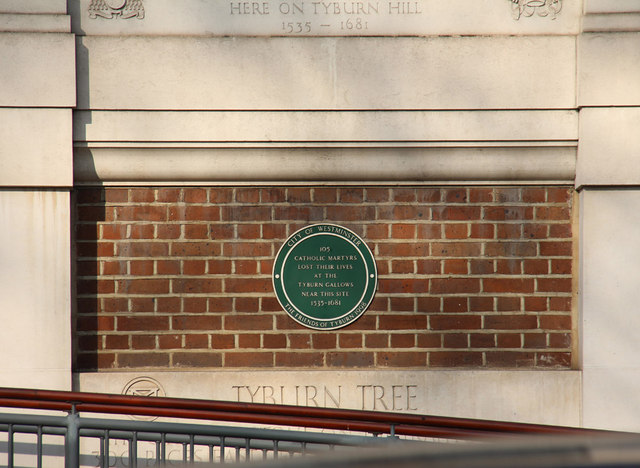 HERE ON TYBURN HILL
1535 - 1681
CITY OF WESTMINSTER
105
CATHOLIC MARTYRS
LOST THEIR LIVES
AT THE
TYBURN GALLOWS
NEAR THIS SITE
1535-1681
THE FRIENDS OF TYBURN
TYBURN TREE